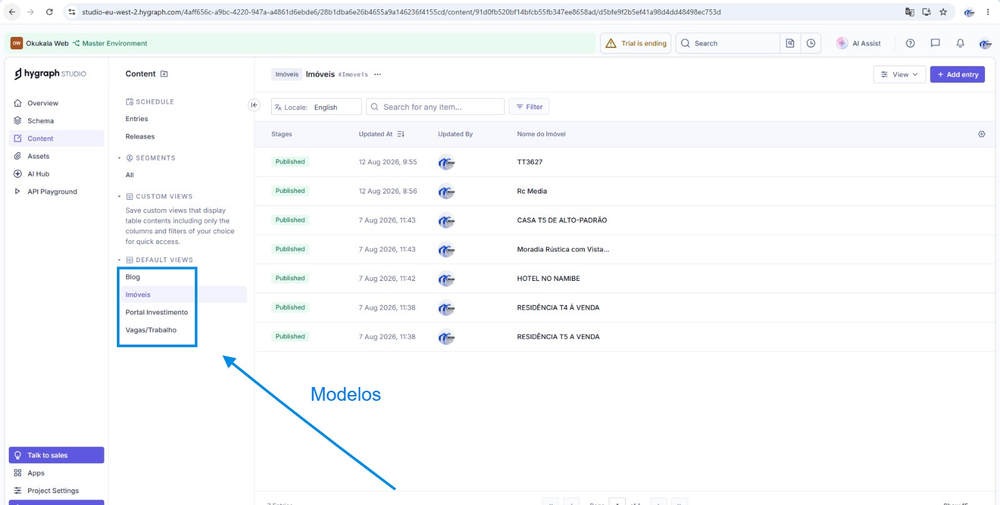 studio-eu-west-2.hygraph.com/4aff656c-a9bc-4220-947a-a4861d6ebde6/28b1dba6e26b4655a9a146236f4155cd/content/91d0fb520bf14bfcb55fb347ee8658ad/d5bfe9f2b5ef41a98d4dd48498ec753d
OW Okukala Web Master Environment
Trial is ending
Search
AI Assist
hygraph STUDIO
Overview
Schema
Content
Assets
AI Hub
API Playground
Talk to sales
Apps
Project Settings
Content
SCHEDULE
Entries
Releases
SEGMENTS
All
CUSTOM VIEWS
Save custom views that display
table contents including only the
columns and filters of your choice
for quick access.
DEFAULT VIEWS
Blog
Imóveis
Portal Investimento
Vagas/Trabalho
Imóveis Imóveis #Imoveis
View
+ Add entry
Locale: English
Search for any item...
Filter
Stages Updated At Updated By Nome do Imóvel
Published 12 Aug 2026, 9:55 TT3627
Published 12 Aug 2026, 8:56 Rc Media
Published 7 Aug 2026, 11:43 CASA T5 DE ALTO-PADRÃO
Published 7 Aug 2026, 11:43 Moradia Rústica com Vista...
Published 7 Aug 2026, 11:42 HOTEL NO NAMIBE
Published 7 Aug 2026, 11:38 RESIDÊNCIA T4 À VENDA
Published 7 Aug 2026, 11:38 RESIDÊNCIA T5 A VENDA
Modelos
7 Entries Page 1 of 1 Show 15